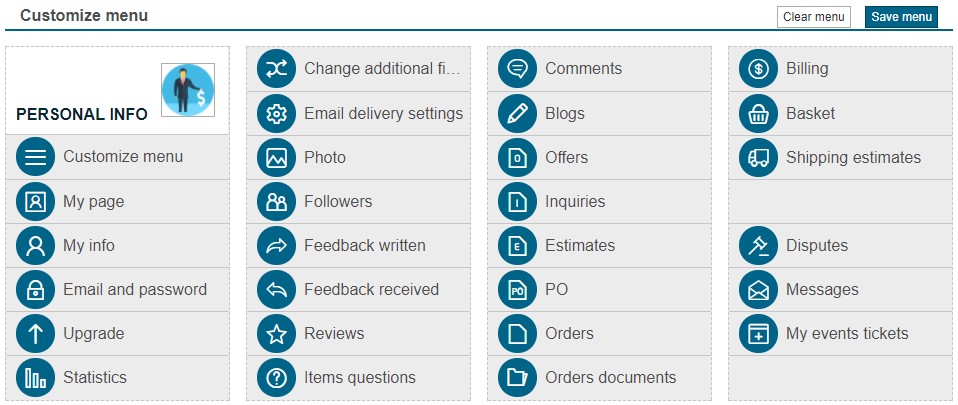 Customize menu
Clear menu
Save menu
PERSONAL INFO
Customize menu
My page
My info
Email and password
Upgrade
Statistics
Change additional fi...
Email delivery settings
Photo
Followers
Feedback written
Feedback received
Reviews
Items questions
Comments
Blogs
O Offers
I Inquiries
E Estimates
PO PO
Orders
Orders documents
$ Billing
Basket
Shipping estimates
Disputes
Messages
My events tickets